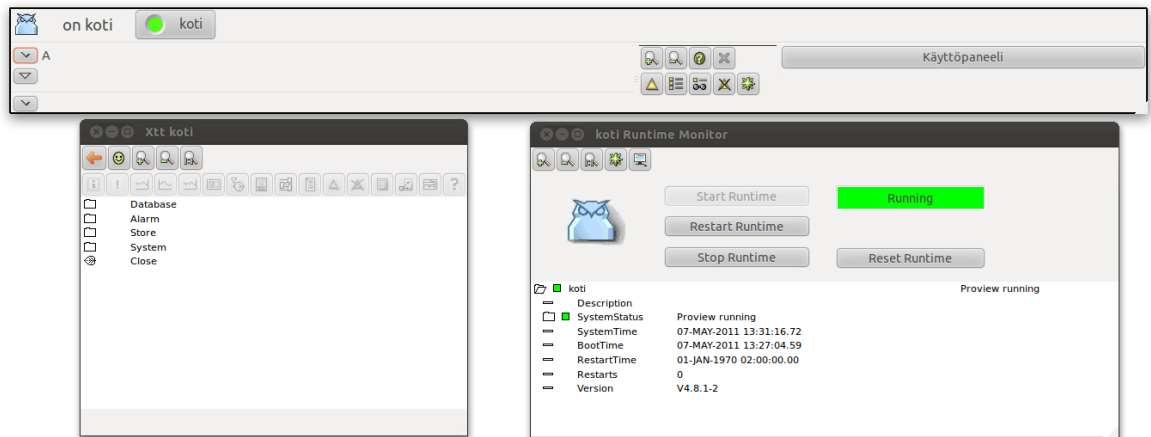 on koti koti
A
Käyttöpaneeli
Xtt koti
Database
Alarm
Store
System
Close
koti Runtime Monitor
Start Runtime Running
Restart Runtime
Stop Runtime Reset Runtime
koti Proview running
Description
SystemStatus Proview running
SystemTime 07-MAY-2011 13:31:16.72
BootTime 07-MAY-2011 13:27:04.59
RestartTime 01-JAN-1970 02:00:00.00
Restarts 0
Version V4.8.1-2